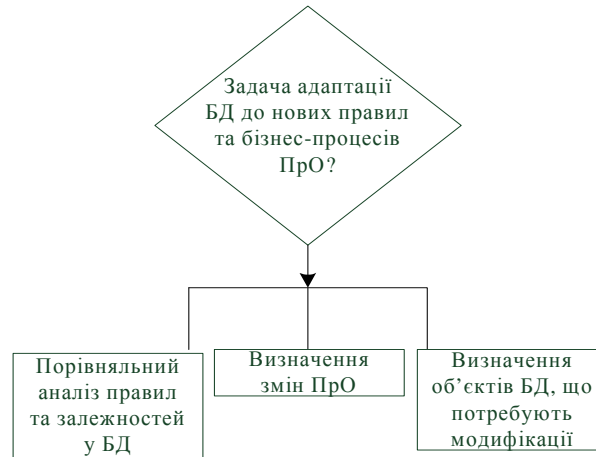 Задача адаптації
БД до нових правил
та бізнес-процесів
ПрО?
Порівняльний
аналіз правил
та залежностей
у БД
Визначення
змін ПрО
Визначення
об’єктів БД, що
потребують
модифікації